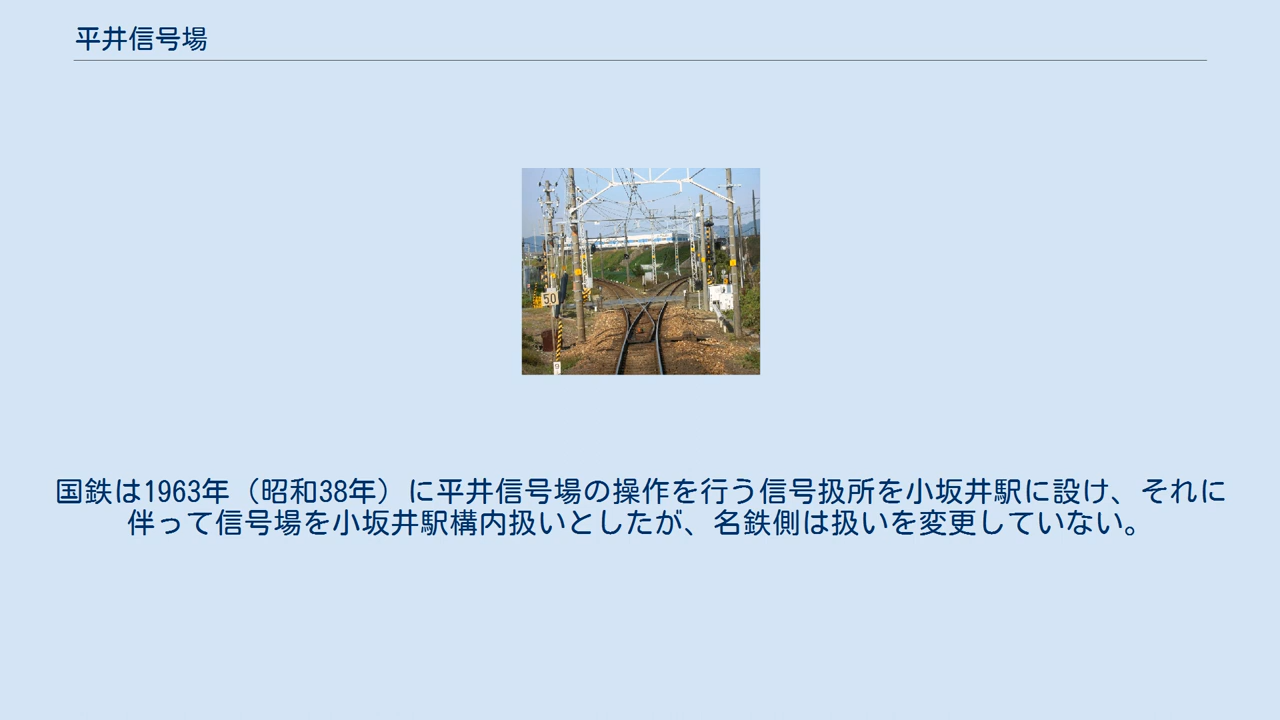 平井信号場
50
9
国鉄は1963年（昭和38年）に平井信号場の操作を行う信号扱所を小坂井駅に設け、それに
伴って信号場を小坂井駅構内扱いとしたが、名鉄側は扱いを変更していない。